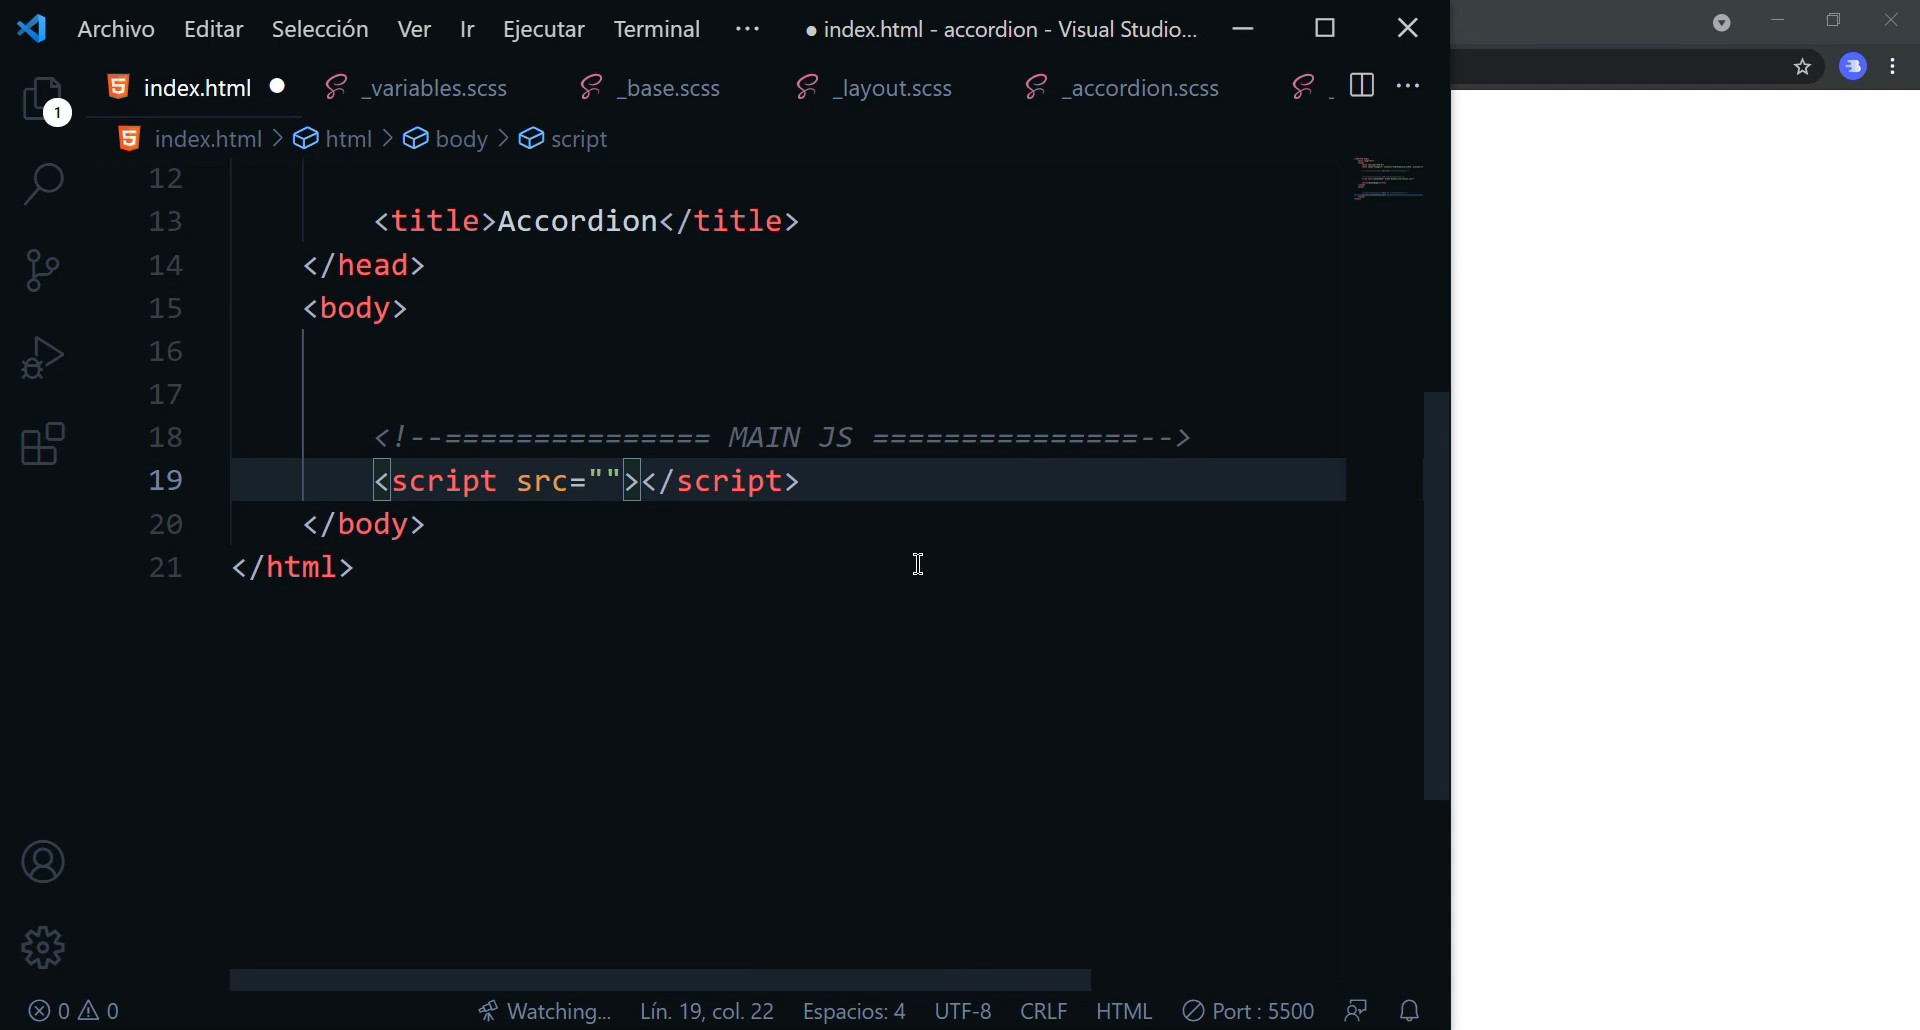 Archivo Editar Selección Ver Ir Ejecutar Terminal ··· ● index.html - accordion - Visual Studio...
index.html _variables.scss _base.scss _layout.scss _accordion.scss _
1
index.html > html > body > script
12
13 <title>Accordion</title>
14 </head>
15 <body>
16
17
18 <!--=============== MAIN JS ===============-->
19 <script src=""></script>
20 </body>
21 </html>
0 0 Watching... Lín. 19, col. 22 Espacios: 4 UTF-8 CRLF HTML Port : 5500